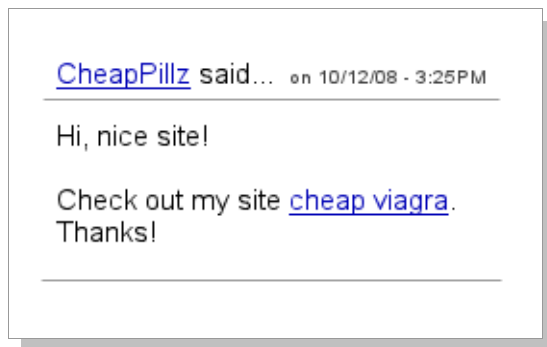 CheapPillz said... on 10/12/08 - 3:25PM
Hi, nice site!
Check out my site cheap viagra.
Thanks!